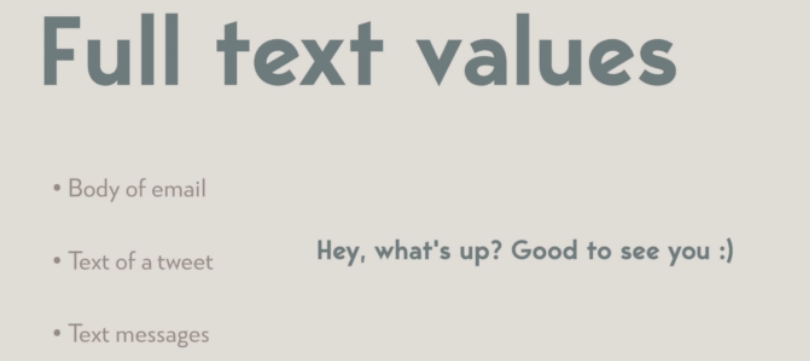 Full text values
• Body of email
• Text of a tweet
Hey, what's up? Good to see you :)
• Text messages